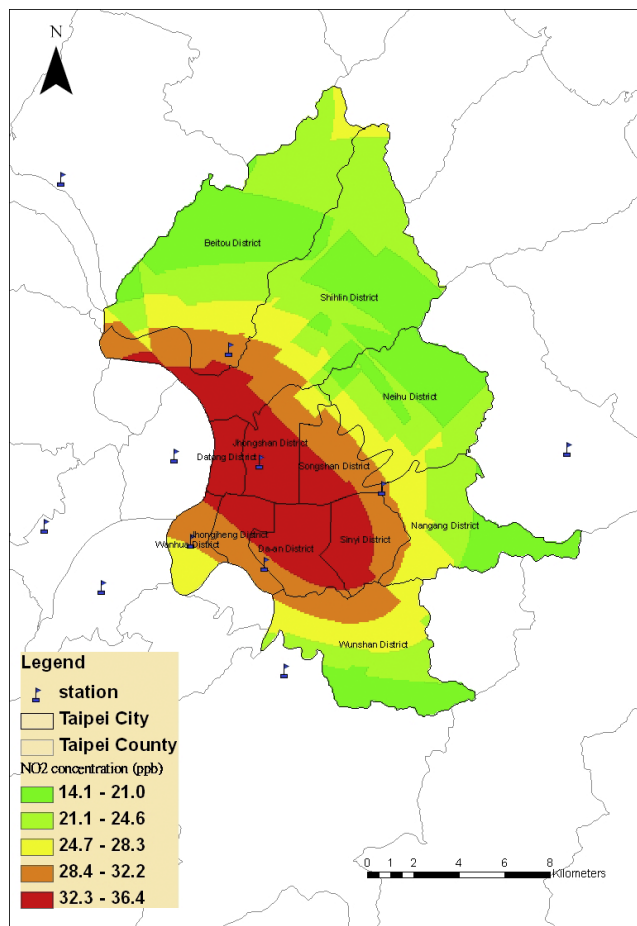 N
Beitou District
Shihlin District
Neihu District
Jhongshan District
Datong District
Songshan District
Nangang District
Jhongjheng District
Wanhua District
Da-an District
Sinyi District
Wunshan District
Legend
station
Taipei City
Taipei County
NO2 concentration (ppb)
14.1 - 21.0
21.1 - 24.6
24.7 - 28.3
28.4 - 32.2
32.3 - 36.4
0 1 2 4 6 8
Kilometers